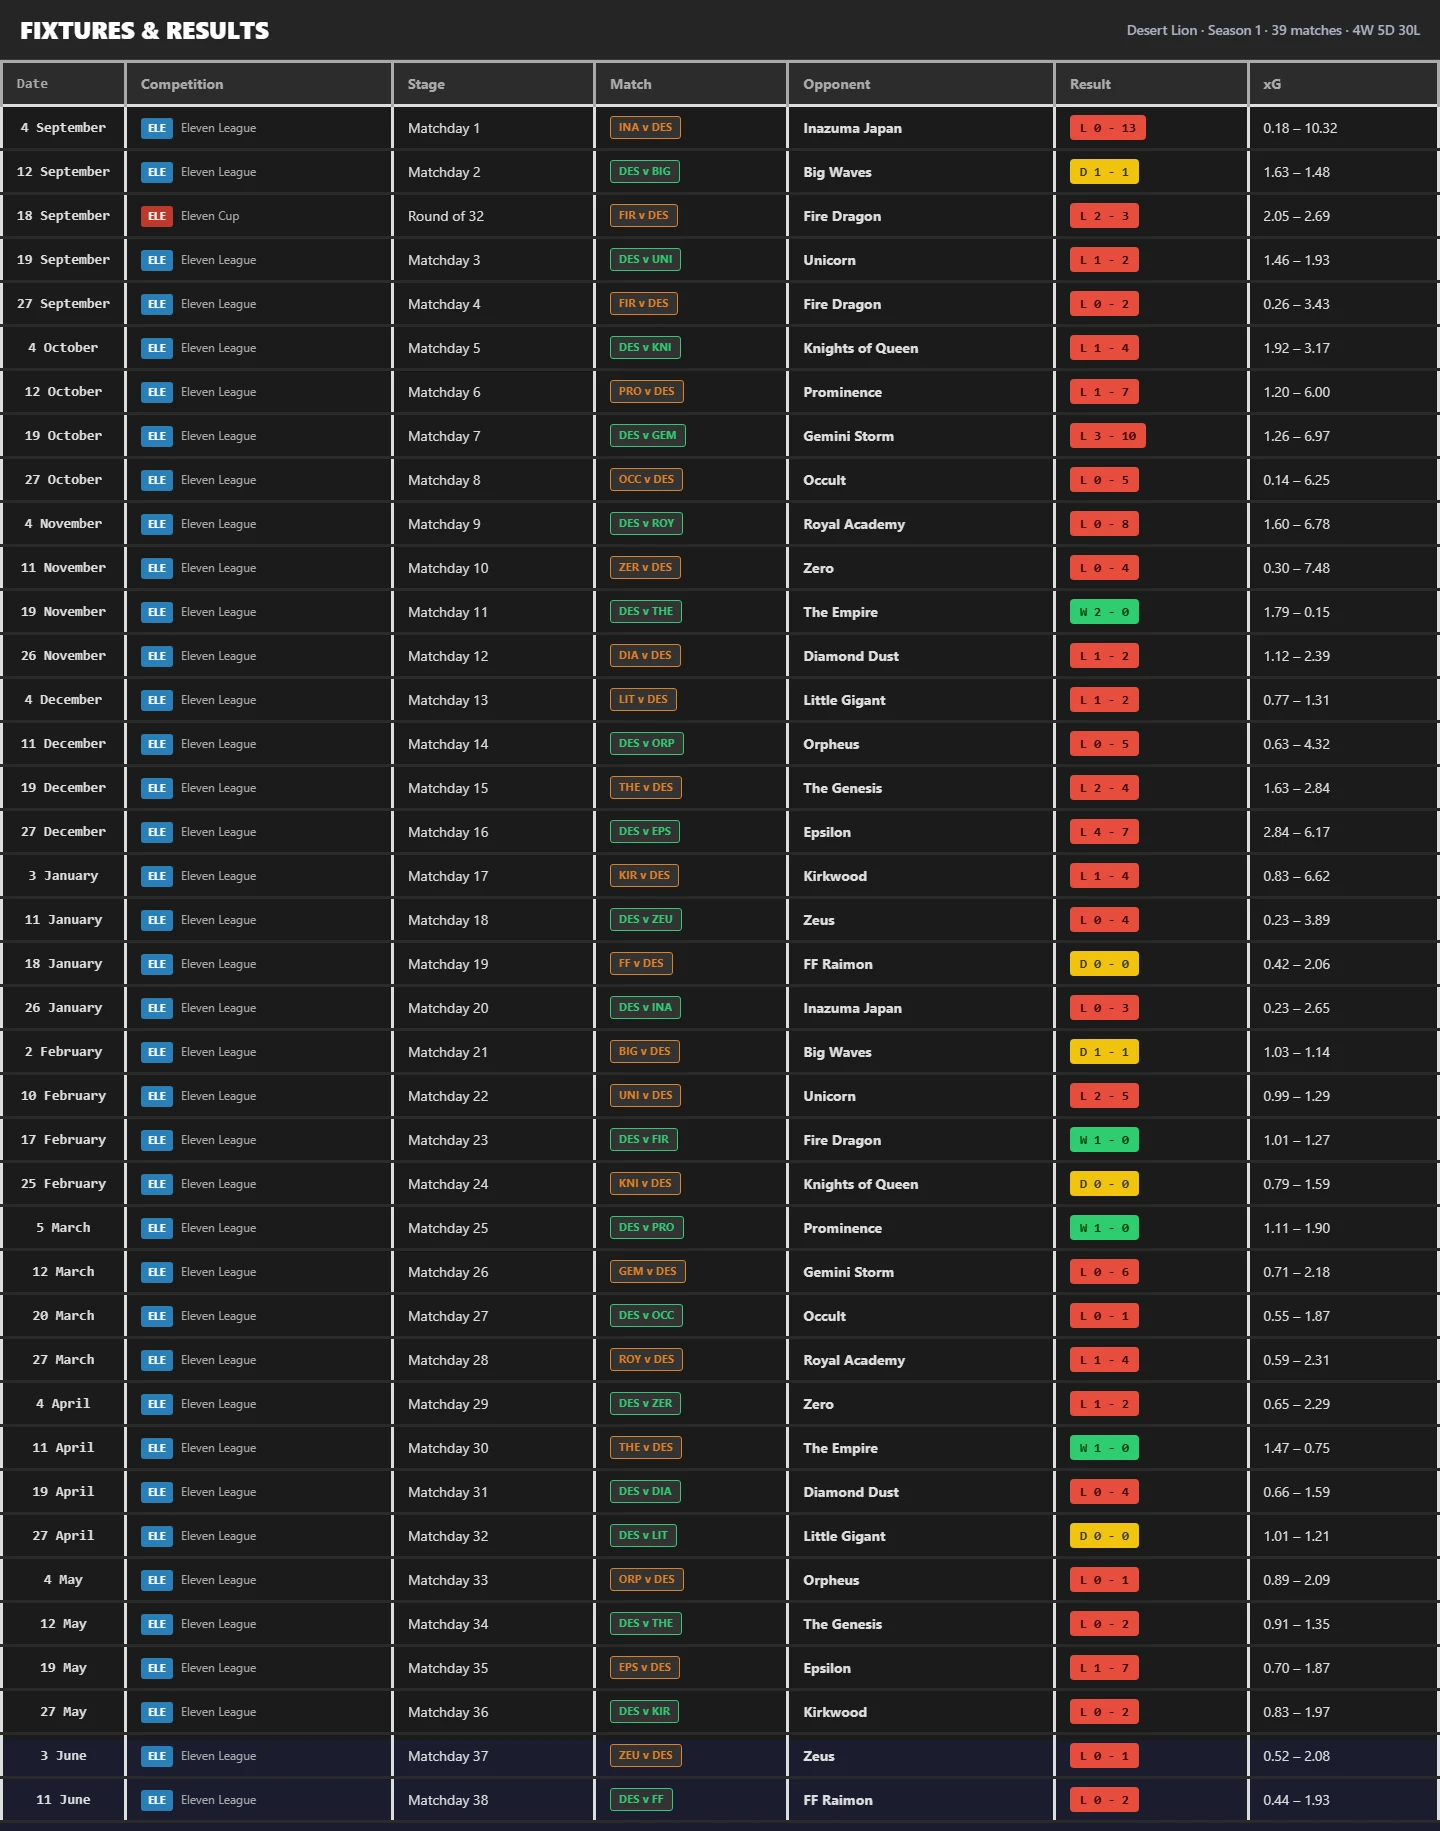 FIXTURES & RESULTS
Desert Lion · Season 1 · 39 matches · 4W 5D 30L
Date Competition Stage Match Opponent Result xG
4 September ELE Eleven League Matchday 1 INA v DES Inazuma Japan L 0 - 13 0.18 – 10.32
12 September ELE Eleven League Matchday 2 DES v BIG Big Waves D 1 - 1 1.63 – 1.48
18 September ELE Eleven Cup Round of 32 FIR v DES Fire Dragon L 2 - 3 2.05 – 2.69
19 September ELE Eleven League Matchday 3 DES v UNI Unicorn L 1 - 2 1.46 – 1.93
27 September ELE Eleven League Matchday 4 FIR v DES Fire Dragon L 0 - 2 0.26 – 3.43
4 October ELE Eleven League Matchday 5 DES v KNI Knights of Queen L 1 - 4 1.92 – 3.17
12 October ELE Eleven League Matchday 6 PRO v DES Prominence L 1 - 7 1.20 – 6.00
19 October ELE Eleven League Matchday 7 DES v GEM Gemini Storm L 3 - 10 1.26 – 6.97
27 October ELE Eleven League Matchday 8 OCC v DES Occult L 0 - 5 0.14 – 6.25
4 November ELE Eleven League Matchday 9 DES v ROY Royal Academy L 0 - 8 1.60 – 6.78
11 November ELE Eleven League Matchday 10 ZER v DES Zero L 0 - 4 0.30 – 7.48
19 November ELE Eleven League Matchday 11 DES v THE The Empire W 2 - 0 1.79 – 0.15
26 November ELE Eleven League Matchday 12 DIA v DES Diamond Dust L 1 - 2 1.12 – 2.39
4 December ELE Eleven League Matchday 13 LIT v DES Little Gigant L 1 - 2 0.77 – 1.31
11 December ELE Eleven League Matchday 14 DES v ORP Orpheus L 0 - 5 0.63 – 4.32
19 December ELE Eleven League Matchday 15 THE v DES The Genesis L 2 - 4 1.63 – 2.84
27 December ELE Eleven League Matchday 16 DES v EPS Epsilon L 4 - 7 2.84 – 6.17
3 January ELE Eleven League Matchday 17 KIR v DES Kirkwood L 1 - 4 0.83 – 6.62
11 January ELE Eleven League Matchday 18 DES v ZEU Zeus L 0 - 4 0.23 – 3.89
18 January ELE Eleven League Matchday 19 FF v DES FF Raimon D 0 - 0 0.42 – 2.06
26 January ELE Eleven League Matchday 20 DES v INA Inazuma Japan L 0 - 3 0.23 – 2.65
2 February ELE Eleven League Matchday 21 BIG v DES Big Waves D 1 - 1 1.03 – 1.14
10 February ELE Eleven League Matchday 22 UNI v DES Unicorn L 2 - 5 0.99 – 1.29
17 February ELE Eleven League Matchday 23 DES v FIR Fire Dragon W 1 - 0 1.01 – 1.27
25 February ELE Eleven League Matchday 24 KNI v DES Knights of Queen D 0 - 0 0.79 – 1.59
5 March ELE Eleven League Matchday 25 DES v PRO Prominence W 1 - 0 1.11 – 1.90
12 March ELE Eleven League Matchday 26 GEM v DES Gemini Storm L 0 - 6 0.71 – 2.18
20 March ELE Eleven League Matchday 27 DES v OCC Occult L 0 - 1 0.55 – 1.87
27 March ELE Eleven League Matchday 28 ROY v DES Royal Academy L 1 - 4 0.59 – 2.31
4 April ELE Eleven League Matchday 29 DES v ZER Zero L 1 - 2 0.65 – 2.29
11 April ELE Eleven League Matchday 30 THE v DES The Empire W 1 - 0 1.47 – 0.75
19 April ELE Eleven League Matchday 31 DES v DIA Diamond Dust L 0 - 4 0.66 – 1.59
27 April ELE Eleven League Matchday 32 DES v LIT Little Gigant D 0 - 0 1.01 – 1.21
4 May ELE Eleven League Matchday 33 ORP v DES Orpheus L 0 - 1 0.89 – 2.09
12 May ELE Eleven League Matchday 34 DES v THE The Genesis L 0 - 2 0.91 – 1.35
19 May ELE Eleven League Matchday 35 EPS v DES Epsilon L 1 - 7 0.70 – 1.87
27 May ELE Eleven League Matchday 36 DES v KIR Kirkwood L 0 - 2 0.83 – 1.97
3 June ELE Eleven League Matchday 37 ZEU v DES Zeus L 0 - 1 0.52 – 2.08
11 June ELE Eleven League Matchday 38 DES v FF FF Raimon L 0 - 2 0.44 – 1.93